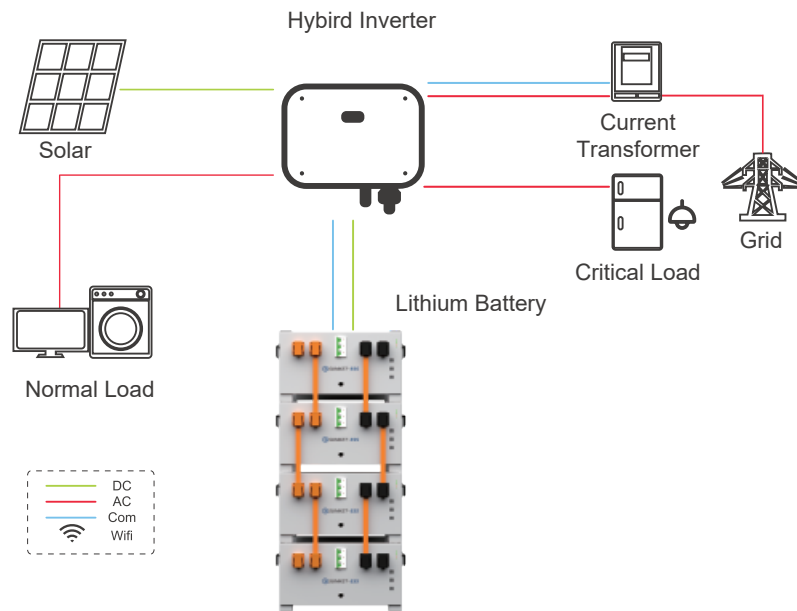 Hybird Inverter
Solar
Current
Transformer
Grid
Critical Load
Lithium Battery
Normal Load
DC
AC
Com
Wifi